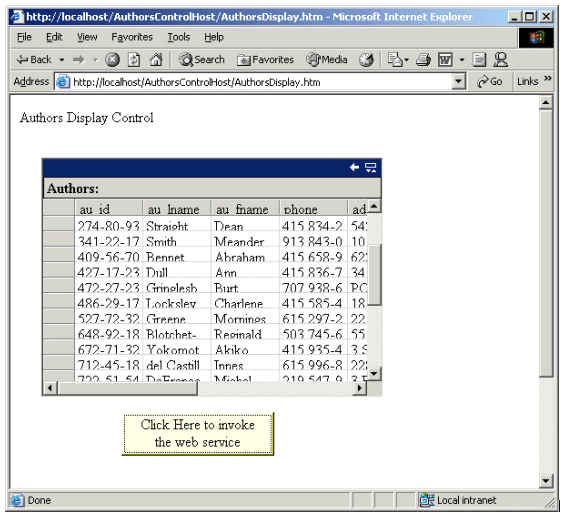 http://localhost/AuthorsControlHost/AuthorsDisplay.htm - Microsoft Internet Explorer
File Edit View Favorites Tools Help
Back Search Favorites Media
Address http://localhost/AuthorsControlHost/AuthorsDisplay.htm Go Links »
Authors Display Control
Authors:
au_id au_lname au_fname phone ad
274-80-93 Straight Dean 415 834-2 54
341-22-17 Smith Meander 913 843-0 10
409-56-70 Bennet Abraham 415 658-9 62
427-17-23 Dull Ann 415 836-7 34
472-27-23 Gringlesb Burt 707 938-6 PO
486-29-17 Locksley Charlene 415 585-4 18
527-72-32 Greene Mornings 615 297-2 22
648-92-18 Blotchet- Reginald 503 745-6 55
672-71-32 Yokomot Akiko 415 935-4 3 S
712-45-18 del Castill Innes 615 996-8 22
722-51-54 DeFrance Michel 219 547-9 3
Click Here to invoke
the web service
Done Local intranet